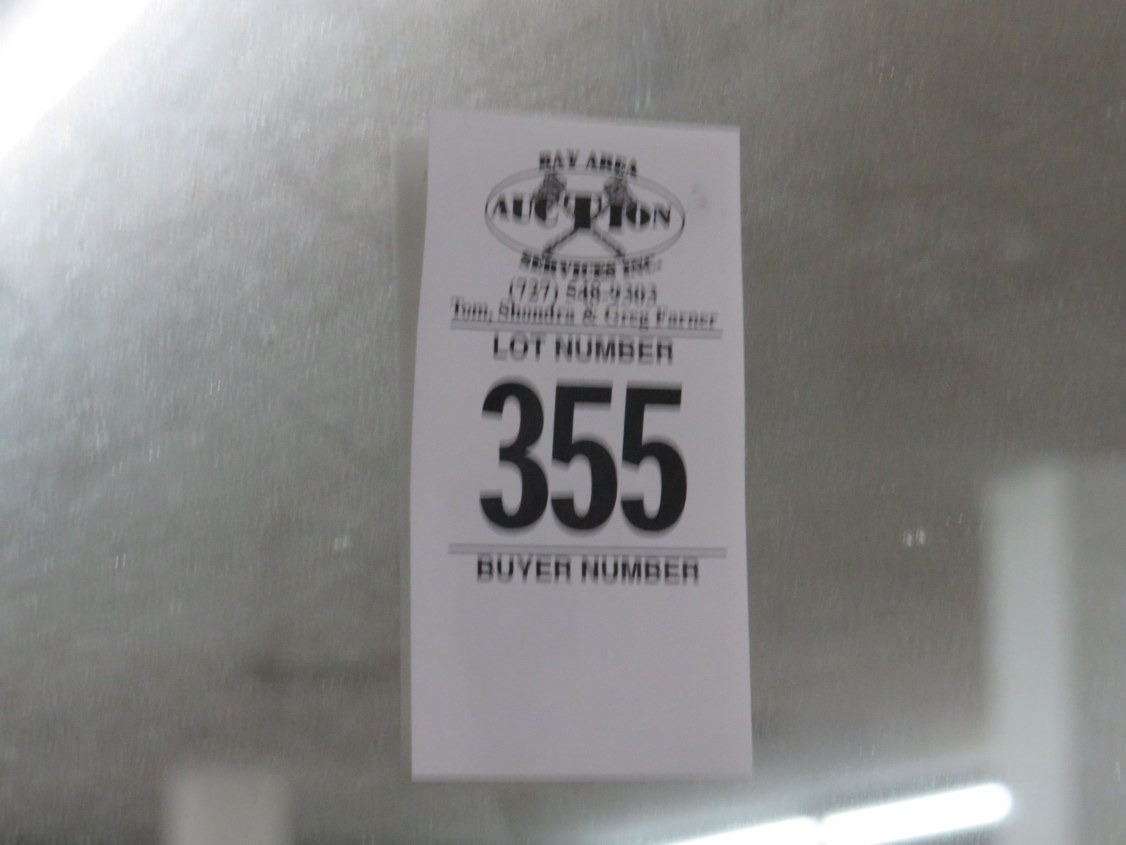 BAY AREA
AUCTION
SERVICES INC.
(727) 548-9303
Tom, Shondra & Greg Farner
LOT NUMBER
355
BUYER NUMBER